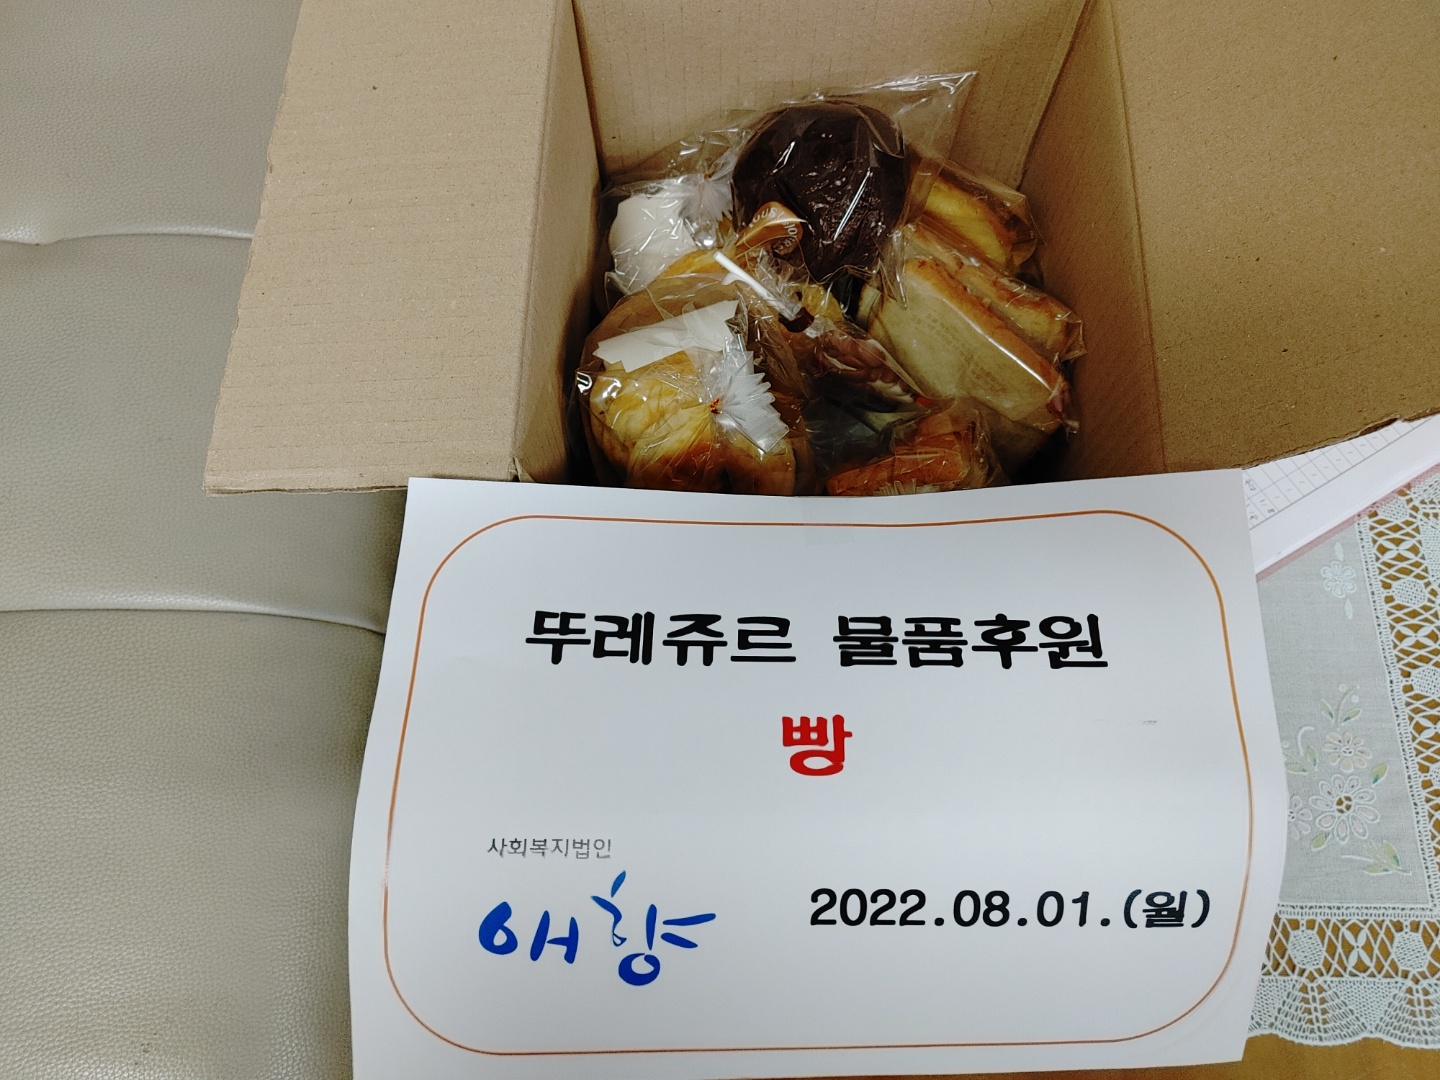 뚜레쥬르 물품후원
빵
사회복지법인
애향
2022.08.01.(월)